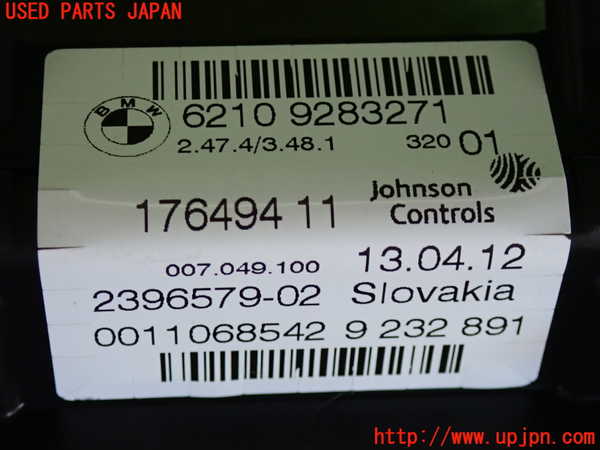 USED PARTS JAPAN
BMW
6210 9283271
2.47.4/3.48.1 320 01
176494 11 Johnson Controls
007.049.100 13.04.12
2396579-02 Slovakia
0011068542 9 232 891
http://www.upjpn.com